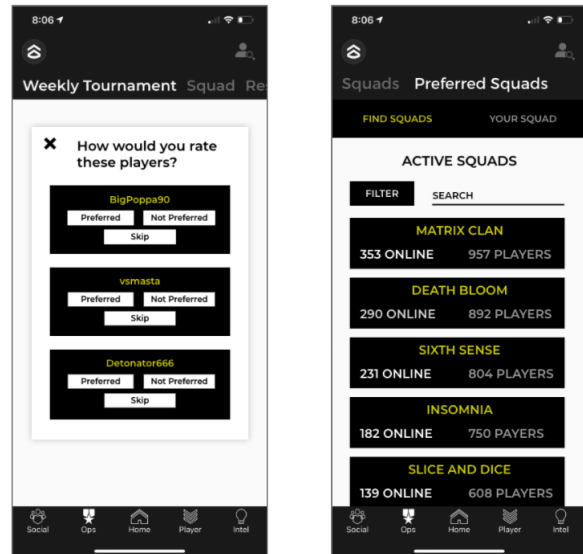 8:06
Weekly Tournament Squad Re
How would you rate
these players?
BigPoppa90
Preferred Not Preferred
Skip
vsmasta
Preferred Not Preferred
Skip
Detonator666
Preferred Not Preferred
Skip
Social Ops Home Player Intel
8:06
Squads Preferred Squads
FIND SQUADS YOUR SQUAD
ACTIVE SQUADS
FILTER SEARCH
MATRIX CLAN
353 ONLINE 957 PLAYERS
DEATH BLOOM
290 ONLINE 892 PLAYERS
SIXTH SENSE
231 ONLINE 804 PLAYERS
INSOMNIA
182 ONLINE 750 PAYERS
SLICE AND DICE
139 ONLINE 608 PLAYERS
Social Ops Home Player Intel